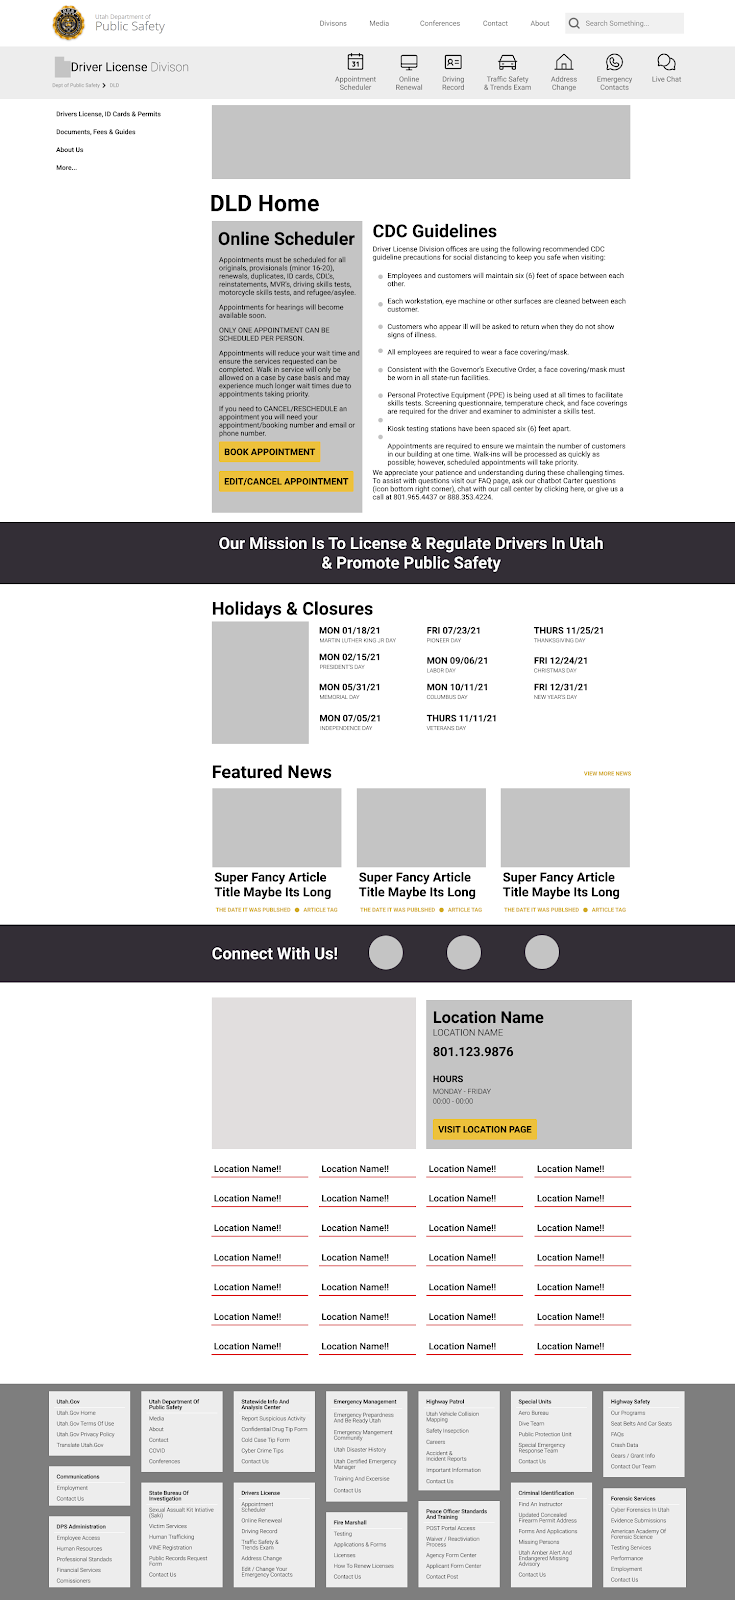 Utah Department of
Public Safety
Divisons
Media
Conferences
Contact
About
Search Something...
Driver License Divison
Dept of Public Safety > DLD
Appointment
Scheduler
Online
Renewal
Driving
Record
Traffic Safety
& Trends Exam
Address
Change
Emergency
Contacts
Live Chat
Drivers License, ID Cards & Permits
Documents, Fees & Guides
About Us
More...
DLD Home
Online Scheduler
Appointments must be scheduled for all
originals, provisionals (minor 16-20),
renewals, duplicates, ID cards, CDL's,
reinstatements, MVR's, driving skills tests,
motorcycle skills tests, and refugee/asylee.
Appointments for hearings will become
available soon.
ONLY ONE APPOINTMENT CAN BE
SCHEDULED PER PERSON.
Appointments will reduce your wait time and
ensure the services requested can be
completed. Walk in service will only be
allowed on a case by case basis and may
experience much longer wait times due to
appointments taking priority.
If you need to CANCEL/RESCHEDULE an
appointment you will need your
appointment/booking number and email or
phone number.
BOOK APPOINTMENT
EDIT/CANCEL APPOINTMENT
CDC Guidelines
Driver License Division offices are using the following recommended CDC
guideline precautions for social distancing to keep you safe when visiting:
Employees and customers will maintain six (6) feet of space between each
other.
Each workstation, eye machine or other surfaces are cleaned between each
customer.
Customers who appear ill will be asked to return when they do not show
signs of illness.
All employees are required to wear a face covering/mask.
Consistent with the Governor's Executive Order, a face covering/mask must
be worn in all state-run facilities.
Personal Protective Equipment (PPE) is being used at all times to facilitate
skills tests. Screening questionnaire, temperature check, and face coverings
are required for the driver and examiner to administer a skills test.
Kiosk testing stations have been spaced six (6) feet apart.
Appointments are required to ensure we maintain the number of customers
in our building at one time. Walk-ins will be processed as quickly as
possible; however, scheduled appointments will take priority.
We appreciate your patience and understanding during these challenging times.
To assist with questions visit our FAQ page, ask our chatbot Carter questions
(icon bottom right corner), chat with our call center by clicking here, or give us a
call at 801.965.4437 or 888.353.4224.
Our Mission Is To License & Regulate Drivers In Utah
& Promote Public Safety
Holidays & Closures
MON 01/18/21
MARTIN LUTHER KING JR DAY
MON 02/15/21
PRESIDENT'S DAY
MON 05/31/21
MEMORIAL DAY
MON 07/05/21
INDEPENDENCE DAY
FRI 07/23/21
PIONEER DAY
MON 09/06/21
LABOR DAY
MON 10/11/21
COLUMBUS DAY
THURS 11/11/21
VETERANS DAY
THURS 11/25/21
THANKSGIVING DAY
FRI 12/24/21
CHRISTMAS DAY
FRI 12/31/21
NEW YEAR'S DAY
Featured News
VIEW MORE NEWS
Super Fancy Article
Title Maybe Its Long
THE DATE IT WAS PUBLSHED ● ARTICLE TAG
Super Fancy Article
Title Maybe Its Long
THE DATE IT WAS PUBLSHED ● ARTICLE TAG
Super Fancy Article
Title Maybe Its Long
THE DATE IT WAS PUBLSHED ● ARTICLE TAG
Connect With Us!
Location Name
LOCATION NAME
801.123.9876
HOURS
MONDAY - FRIDAY
00:00 - 00:00
VISIT LOCATION PAGE
Location Name!! Location Name!! Location Name!! Location Name!!
Location Name!! Location Name!! Location Name!! Location Name!!
Location Name!! Location Name!! Location Name!! Location Name!!
Location Name!! Location Name!! Location Name!! Location Name!!
Location Name!! Location Name!! Location Name!! Location Name!!
Location Name!! Location Name!! Location Name!! Location Name!!
Location Name!! Location Name!! Location Name!! Location Name!!
Utah.Gov
Utah.Gov Home
Utah.Gov Terms Of Use
Utah.Gov Privacy Policy
Translate Utah.Gov
Communications
Employment
Contact Us
DPS Administration
Employee Access
Human Resources
Professional Standads
Financial Services
Comissioners
Utah Department Of
Public Safety
Media
About
Contact
COVID
Conferences
State Bureau Of
Investigation
Sexual Assault Kit Intiative
(Saki)
Victim Services
Human Trafficking
VINE Registration
Public Records Request
Form
Contact Us
Statewide Info And
Analysis Center
Report Suspicious Activity
Confidential Drug Tip Form
Cold Case Tip Form
Cyber Crime Tips
Contact Us
Drivers License
Appointment
Scheduler
Online Reneweal
Driving Record
Traffic Safety &
Trends Exam
Address Change
Edit / Change Your
Emergency Contacts
Emergency Management
Emergency Prepardness
And Be Ready Utah
Emergency Mangement
Community
Utah Disaster History
Utah Certified Emergency
Manager
Training And Excersise
Contact Us
Fire Marshall
Testing
Applications & Forms
Licenses
How To Renew Licenses
Contact Us
Highway Patrol
Utah Vehicle Collision
Mapping
Safety Insepction
Careers
Accident &
Incident Reports
Important Information
Contact Us
Peace Officer Standards
And Training
POST Portal Access
Waiver / Reactiviation
Process
Agency Form Center
Applicant Form Center
Contact Post
Special Units
Aero Bureau
Dive Team
Public Protection Unit
Special Emergency
Response Team
Contact Us
Criminal Identification
Find An Instructor
Updated Concealed
Firearm Permit Address
Forms And Applications
Missing Persons
Utah Amber Alert And
Endangered Missing
Advisory
Contact Us
Highway Safety
Our Programs
Seat Belts And Car Seats
FAQs
Crash Data
Gears / Grant Info
Contact Our Team
Forensic Services
Cyber Forensics In Utah
Evidence Submissions
American Academy Of
Forensic Science
Testing Services
Performance
Employment
Contact Us